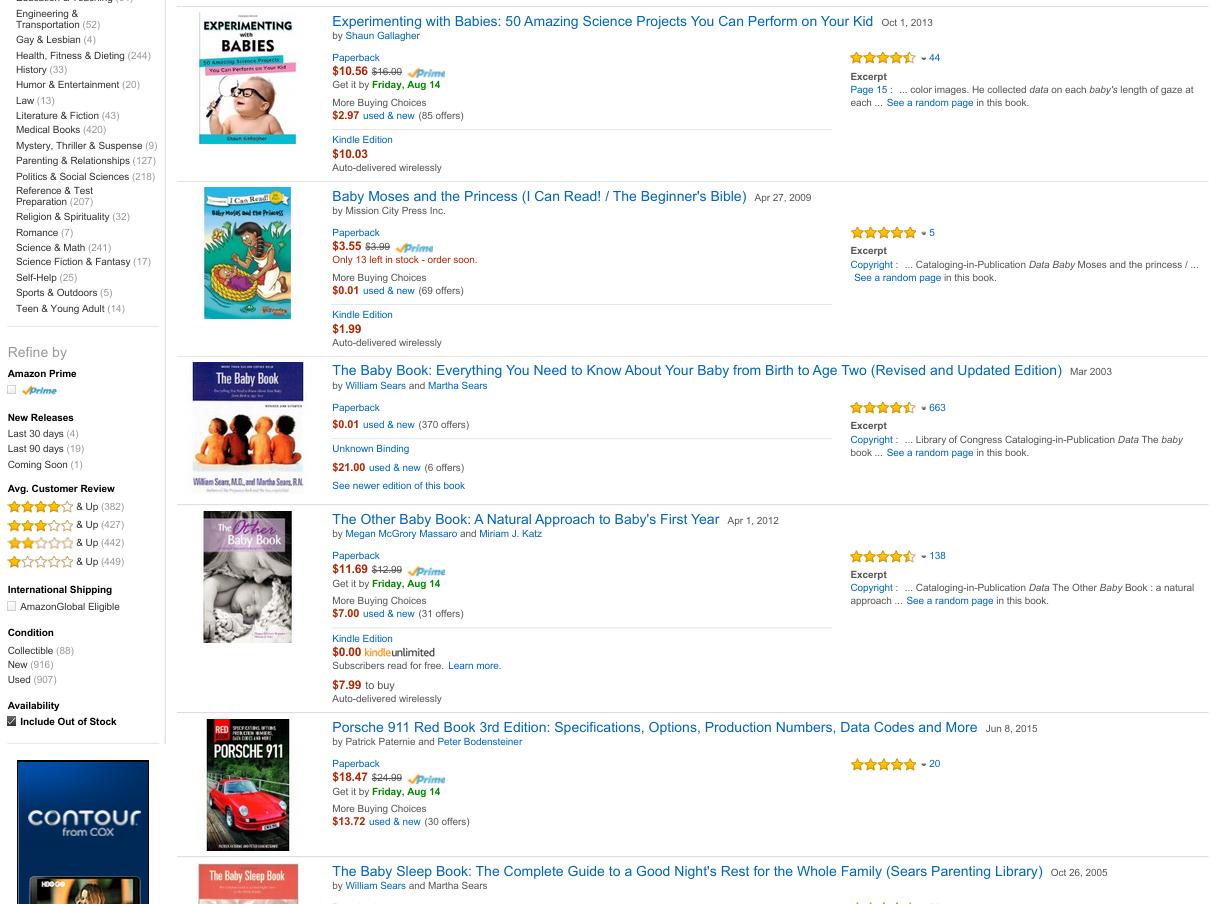 Engineering &
Transportation (52)
Gay & Lesbian (4)
Health, Fitness & Dieting (244)
History (33)
Humor & Entertainment (20)
Law (13)
Literature & Fiction (43)
Medical Books (420)
Mystery, Thriller & Suspense (9)
Parenting & Relationships (127)
Politics & Social Sciences (218)
Reference & Test
Preparation (207)
Religion & Spirituality (32)
Romance (7)
Science & Math (241)
Science Fiction & Fantasy (17)
Self-Help (25)
Sports & Outdoors (5)
Teen & Young Adult (14)
Refine by
Amazon Prime
Prime
New Releases
Last 30 days (4)
Last 90 days (19)
Coming Soon (1)
Avg. Customer Review
& Up (382)
& Up (427)
& Up (442)
& Up (449)
International Shipping
AmazonGlobal Eligible
Condition
Collectible (88)
New (916)
Used (907)
Availability
Include Out of Stock
contour
from COX
HBO GO
EXPERIMENTING
with
BABIES
50 Amazing Science Projects
You Can Perform on Your Kid
Shaun Gallagher
Experimenting with Babies: 50 Amazing Science Projects You Can Perform on Your Kid Oct 1, 2013
by Shaun Gallagher
Paperback
$10.56 $16.00 Prime
Get it by Friday, Aug 14
More Buying Choices
$2.97 used & new (85 offers)
Kindle Edition
$10.03
Auto-delivered wirelessly
44
Excerpt
Page 15 : ... color images. He collected data on each baby's length of gaze at
each ... See a random page in this book.
I Can Read!
Baby Moses and the Princess
Baby Moses and the Princess (I Can Read! / The Beginner's Bible) Apr 27, 2009
by Mission City Press Inc.
Paperback
$3.55 $3.99 Prime
Only 13 left in stock - order soon.
More Buying Choices
$0.01 used & new (69 offers)
Kindle Edition
$1.99
Auto-delivered wirelessly
5
Excerpt
Copyright : ... Cataloging-in-Publication Data Baby Moses and the princess / ...
See a random page in this book.
The Baby Book
William Sears, M.D., and Martha Sears, R.N.
The Baby Book: Everything You Need to Know About Your Baby from Birth to Age Two (Revised and Updated Edition) Mar 2003
by William Sears and Martha Sears
Paperback
$0.01 used & new (370 offers)
Unknown Binding
$21.00 used & new (6 offers)
See newer edition of this book
663
Excerpt
Copyright : ... Library of Congress Cataloging-in-Publication Data The baby
book ... See a random page in this book.
The Other
Baby Book
The Other Baby Book: A Natural Approach to Baby's First Year Apr 1, 2012
by Megan McGrory Massaro and Miriam J. Katz
Paperback
$11.69 $12.99 Prime
Get it by Friday, Aug 14
More Buying Choices
$7.00 used & new (31 offers)
Kindle Edition
$0.00 kindleunlimited
Subscribers read for free. Learn more.
$7.99 to buy
Auto-delivered wirelessly
138
Excerpt
Copyright : ... Cataloging-in-Publication Data The Other Baby Book : a natural
approach ... See a random page in this book.
RED
BOOK
SPECIFICATIONS, OPTIONS,
PRODUCTION NUMBERS,
DATA CODES AND MORE
PORSCHE 911
PATRICK PATERNIE AND PETER BODENSTEINER
Porsche 911 Red Book 3rd Edition: Specifications, Options, Production Numbers, Data Codes and More Jun 8, 2015
by Patrick Paternie and Peter Bodensteiner
Paperback
$18.47 $24.99 Prime
Get it by Friday, Aug 14
More Buying Choices
$13.72 used & new (30 offers)
20
The Baby Sleep Book
The Baby Sleep Book: The Complete Guide to a Good Night's Rest for the Whole Family (Sears Parenting Library) Oct 26, 2005
by William Sears and Martha Sears